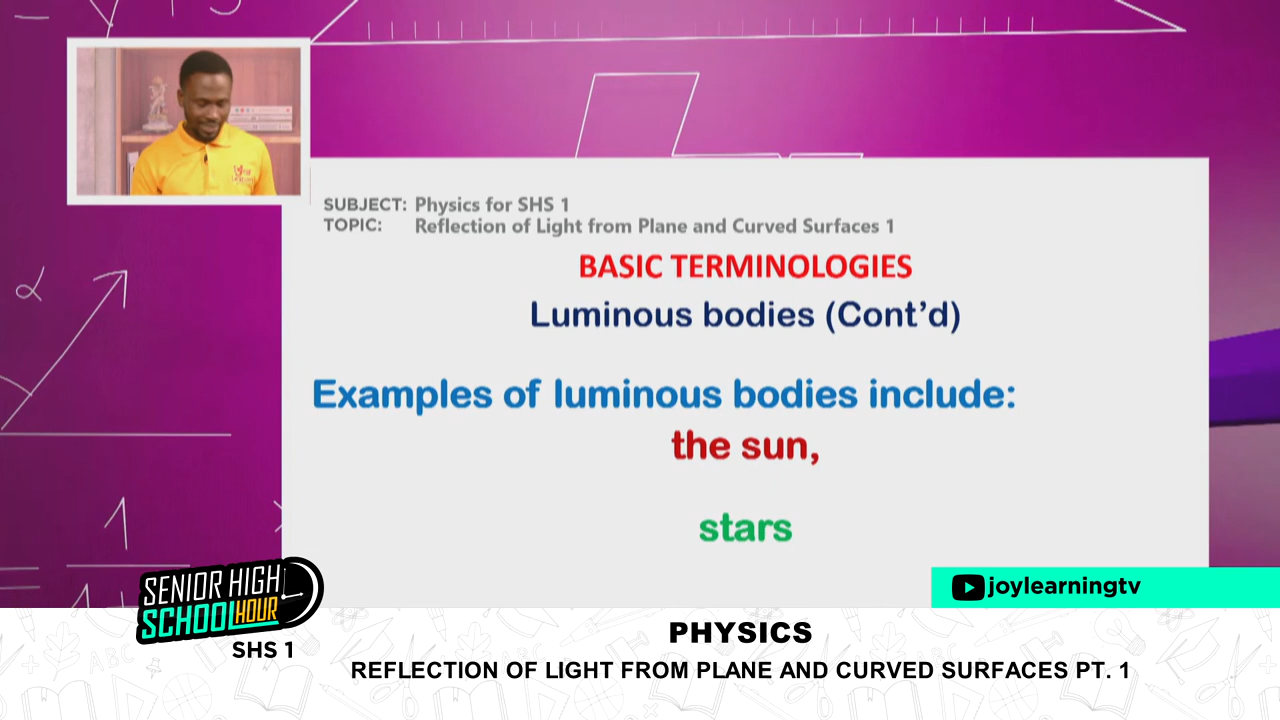 SUBJECT: Physics for SHS 1
TOPIC: Reflection of Light from Plane and Curved Surfaces 1
BASIC TERMINOLOGIES
Luminous bodies (Cont'd)
Examples of luminous bodies include:
the sun,
stars
α
1
SENIOR HIGH
SCHOOL HOUR
SHS 1
joylearningtv
PHYSICS
REFLECTION OF LIGHT FROM PLANE AND CURVED SURFACES PT. 1